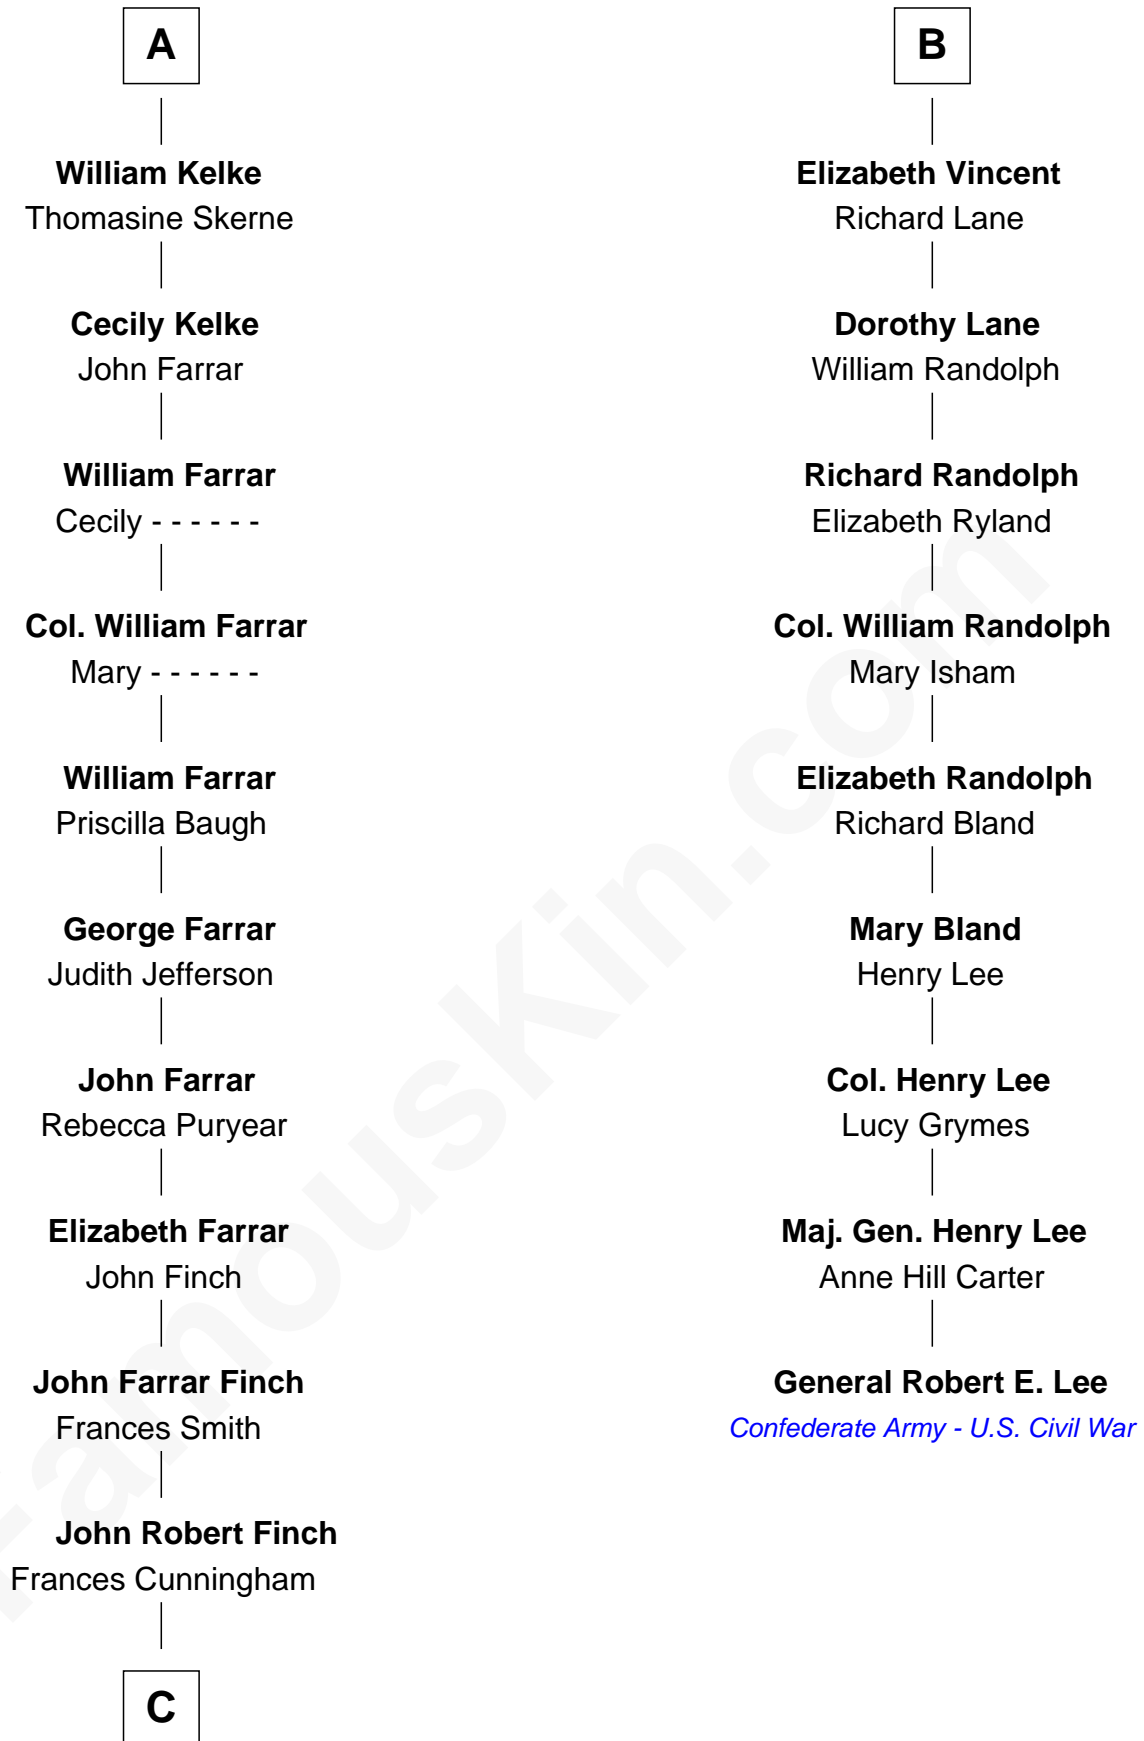 A
William Kelke
Thomasine Skerne
Cecily Kelke
John Farrar
William Farrar
Cecily - - - - - -
Col. William Farrar
Mary - - - - - -
William Farrar
Priscilla Baugh
George Farrar
Judith Jefferson
John Farrar
Rebecca Puryear
Elizabeth Farrar
John Finch
John Farrar Finch
Frances Smith
John Robert Finch
Frances Cunningham
C
B
Elizabeth Vincent
Richard Lane
Dorothy Lane
William Randolph
Richard Randolph
Elizabeth Ryland
Col. William Randolph
Mary Isham
Elizabeth Randolph
Richard Bland
Mary Bland
Henry Lee
Col. Henry Lee
Lucy Grymes
Maj. Gen. Henry Lee
Anne Hill Carter
General Robert E. Lee
Confederate Army - U.S. Civil War
FamousKin.com